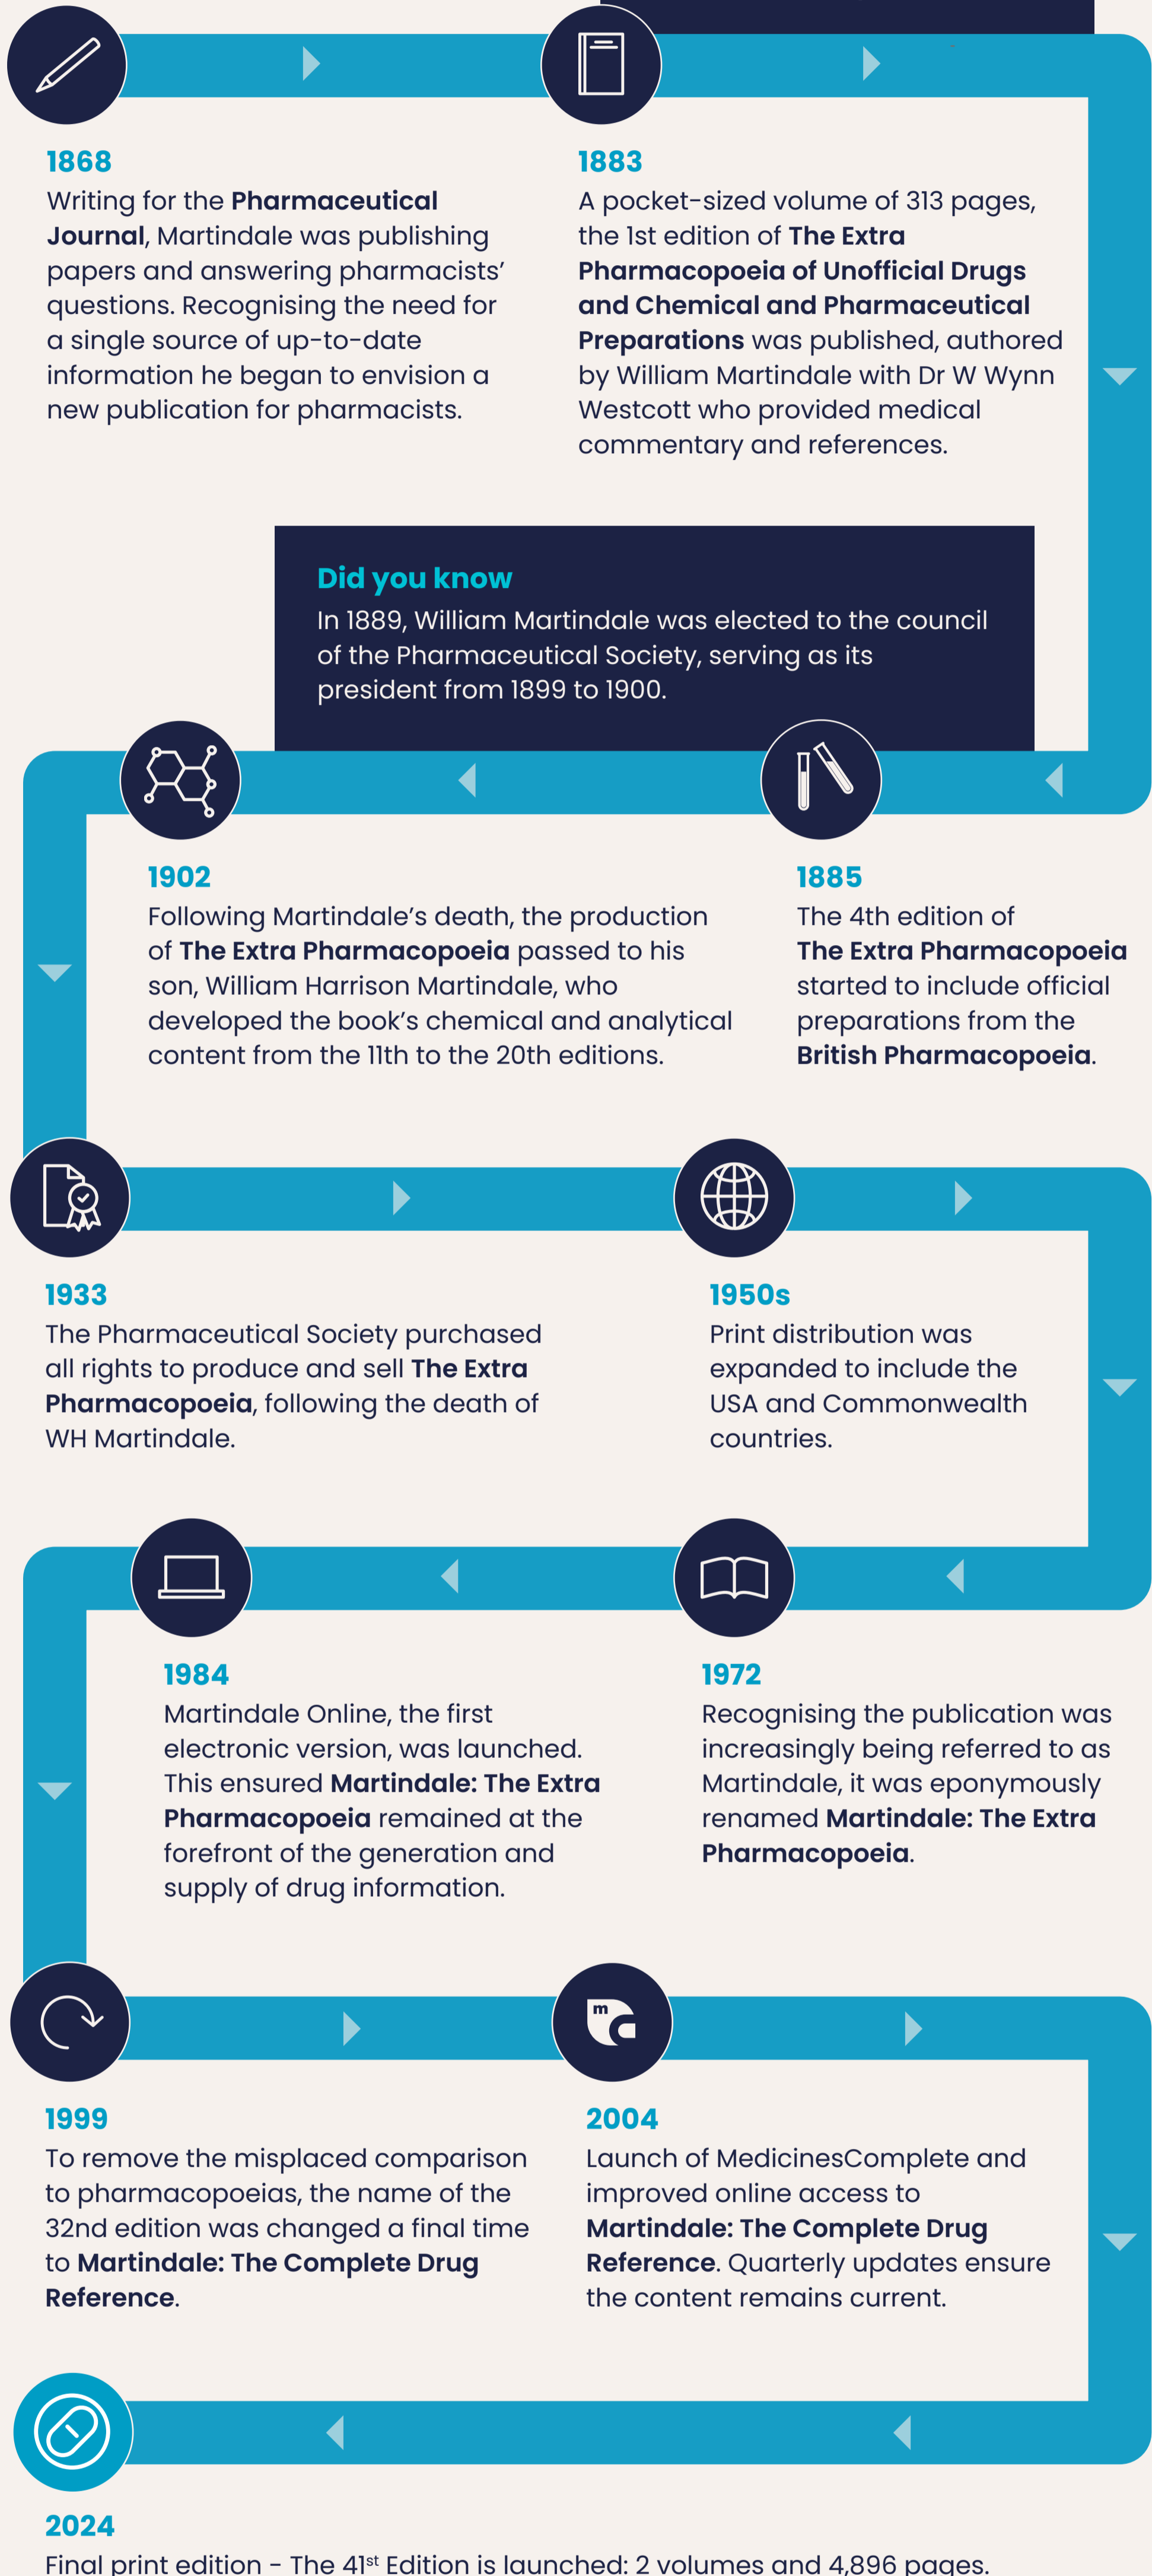 1868
Writing for the Pharmaceutical
Journal, Martindale was publishing
papers and answering pharmacists’
questions. Recognising the need for
a single source of up-to-date
information he began to envision a
new publication for pharmacists.
1883
A pocket-sized volume of 313 pages,
the 1st edition of The Extra
Pharmacopoeia of Unofficial Drugs
and Chemical and Pharmaceutical
Preparations was published, authored
by William Martindale with Dr W Wynn
Westcott who provided medical
commentary and references.
Did you know
In 1889, William Martindale was elected to the council
of the Pharmaceutical Society, serving as its
president from 1899 to 1900.
1885
The 4th edition of
The Extra Pharmacopoeia
started to include official
preparations from the
British Pharmacopoeia.
1902
Following Martindale’s death, the production
of The Extra Pharmacopoeia passed to his
son, William Harrison Martindale, who
developed the book’s chemical and analytical
content from the 11th to the 20th editions.
1933
The Pharmaceutical Society purchased
all rights to produce and sell The Extra
Pharmacopoeia, following the death of
WH Martindale.
1950s
Print distribution was
expanded to include the
USA and Commonwealth
countries.
1972
Recognising the publication was
increasingly being referred to as
Martindale, it was eponymously
renamed Martindale: The Extra
Pharmacopoeia.
1984
Martindale Online, the first
electronic version, was launched.
This ensured Martindale: The Extra
Pharmacopoeia remained at the
forefront of the generation and
supply of drug information.
1999
To remove the misplaced comparison
to pharmacopoeias, the name of the
32nd edition was changed a final time
to Martindale: The Complete Drug
Reference.
m
2004
Launch of MedicinesComplete and
improved online access to
Martindale: The Complete Drug
Reference. Quarterly updates ensure
the content remains current.
2024
Final print edition - The 41st Edition is launched: 2 volumes and 4,896 pages.